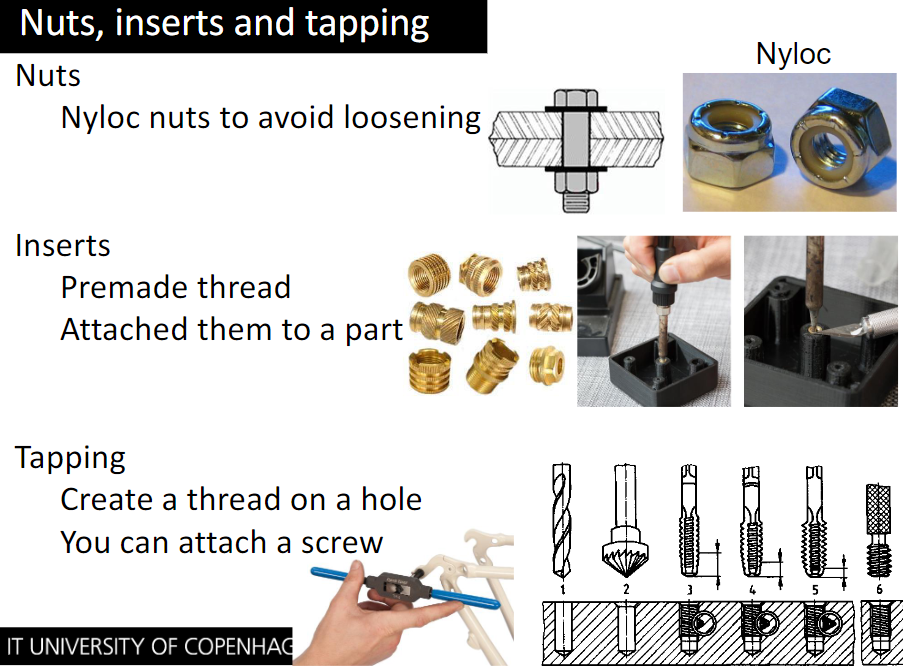 Nuts, inserts and tapping
Nuts
Nyloc nuts to avoid loosening
Nyloc
Inserts
Premade thread
Attached them to a part
Tapping
Create a thread on a hole
You can attach a screw
1 2 3 4 5 6
IT UNIVERSITY OF COPENHAG